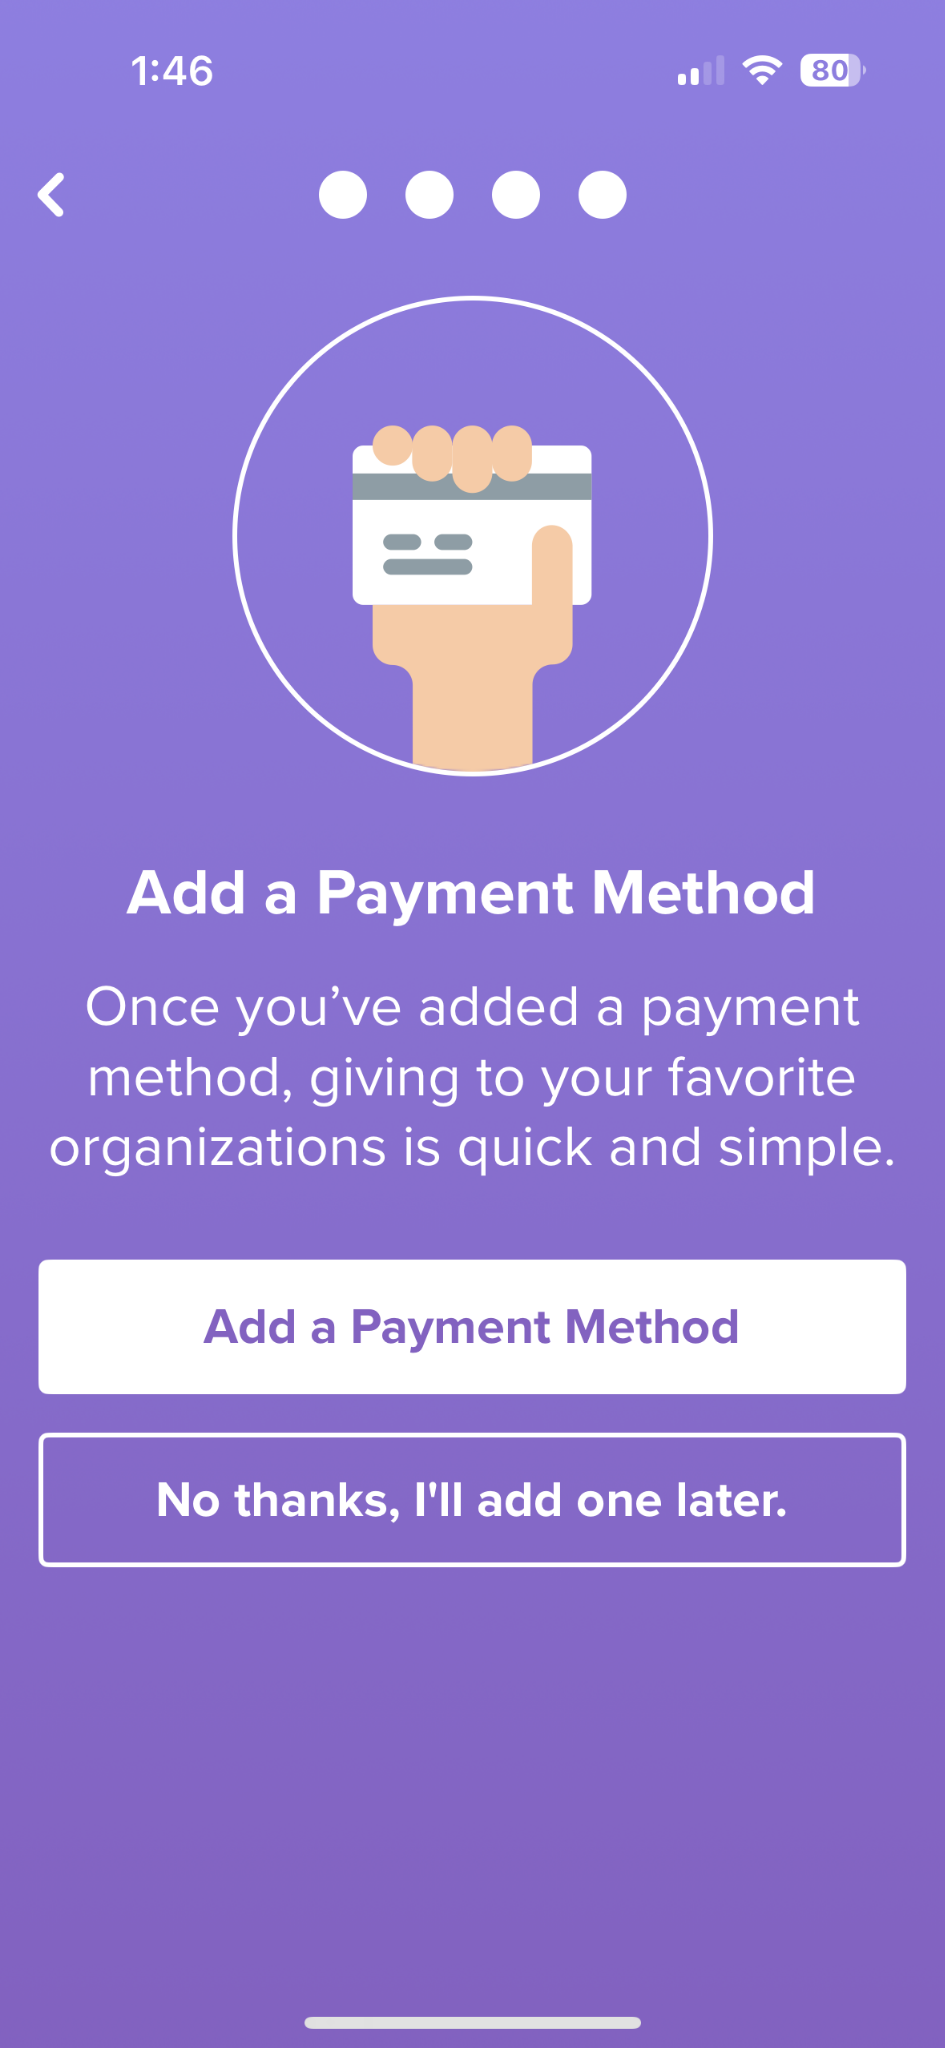 1:46
80
Add a Payment Method
Once you’ve added a payment
method, giving to your favorite
organizations is quick and simple.
Add a Payment Method
No thanks, I'll add one later.